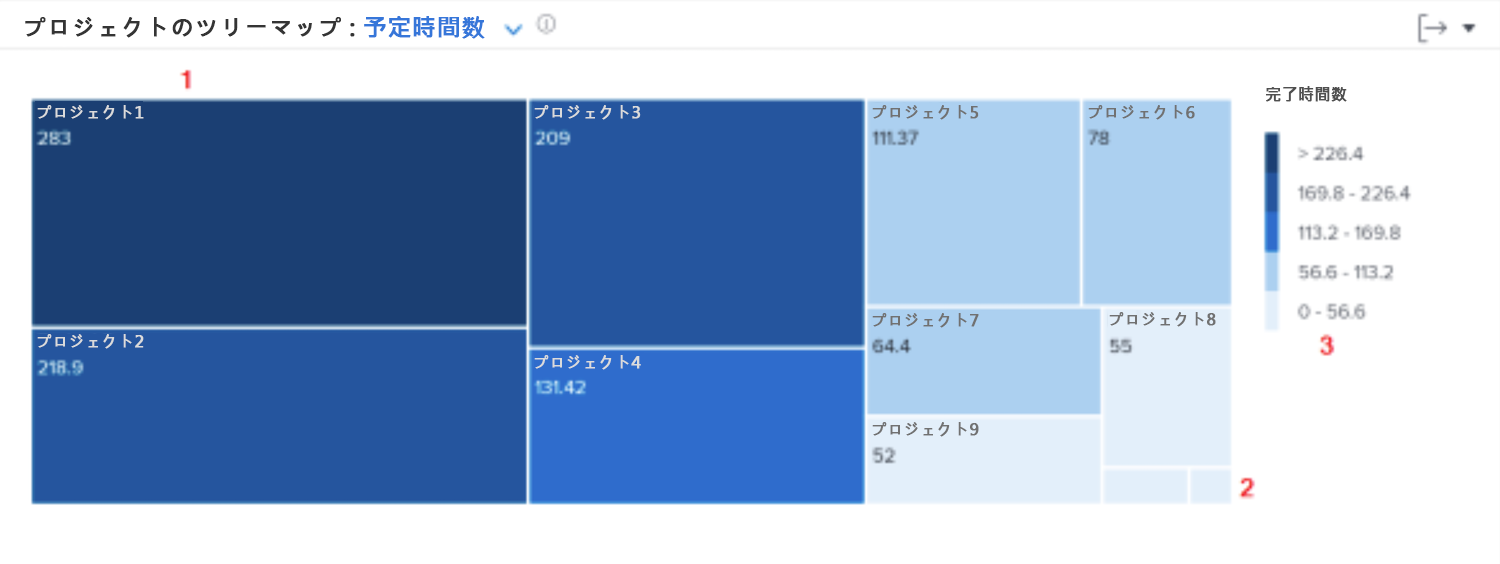 プロジェクトのツリーマップ : 予定時間数
1
プロジェクト1
283
プロジェクト2
218.9
プロジェクト3
209
プロジェクト4
131.42
プロジェクト5
111.37
プロジェクト6
78
プロジェクト7
64.4
プロジェクト8
55
プロジェクト9
52
2
完了時間数
> 226.4
169.8 - 226.4
113.2 - 169.8
56.6 - 113.2
0 - 56.6
3